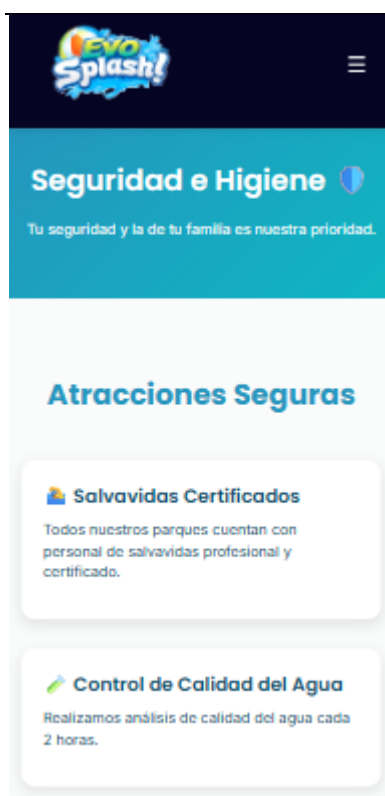 EVO
Splash!
Seguridad e Higiene
Tu seguridad y la de tu familia es nuestra prioridad.
Atracciones Seguras
Salvavidas Certificados
Todos nuestros parques cuentan con
personal de salvavidas profesional y
certificado.
Control de Calidad del Agua
Realizamos análisis de calidad del agua cada
2 horas.